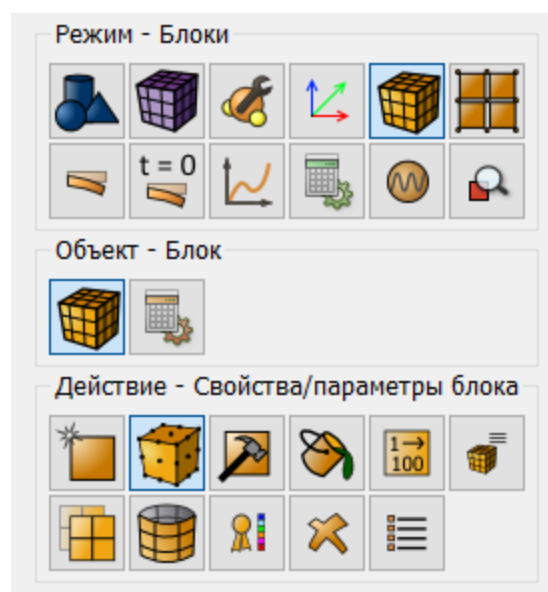 Режим - Блоки
t = 0
Объект - Блок
Действие - Свойства/параметры блока
1→
100